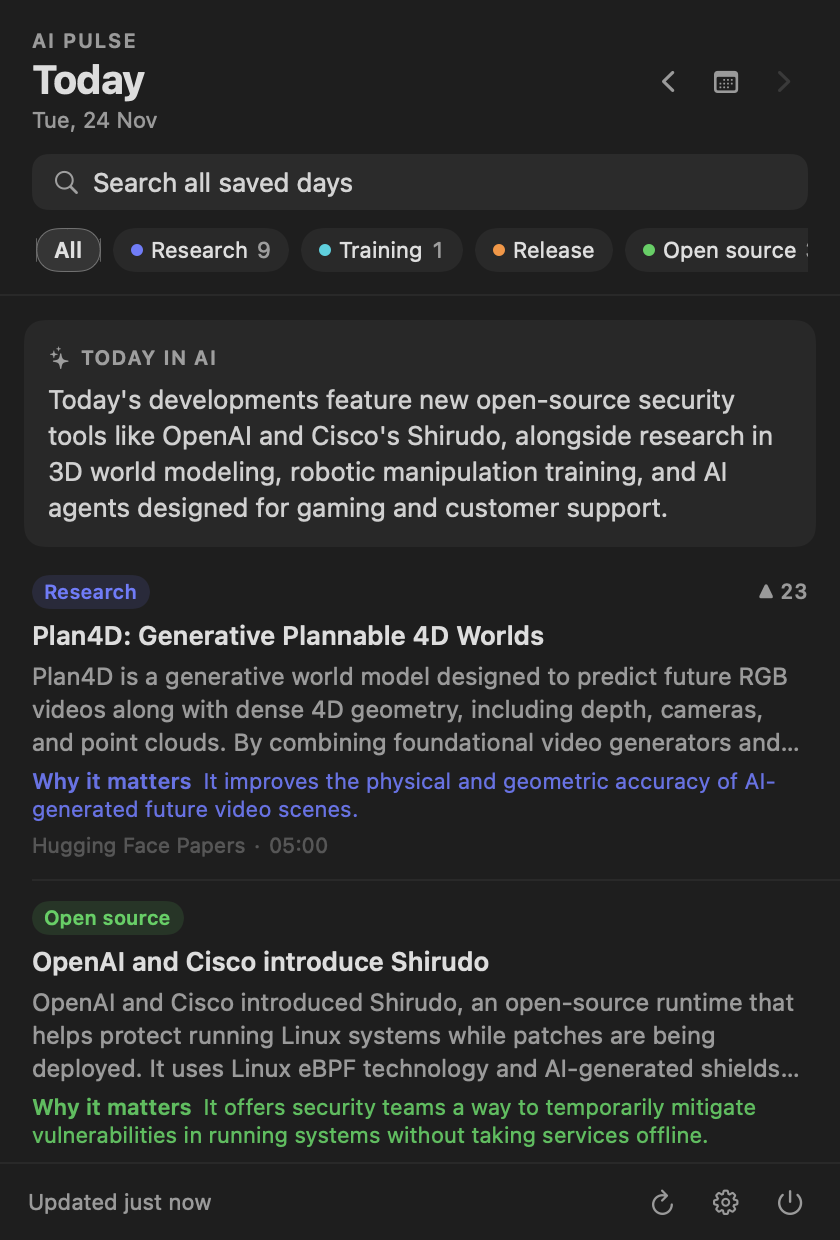 AI PULSE
Today
Tue, 24 Nov
Search all saved days
All
Research 9
Training 1
Release
Open source
TODAY IN AI
Today's developments feature new open-source security
tools like OpenAI and Cisco's Shirudo, alongside research in
3D world modeling, robotic manipulation training, and AI
agents designed for gaming and customer support.
Research
▲ 23
Plan4D: Generative Plannable 4D Worlds
Plan4D is a generative world model designed to predict future RGB
videos along with dense 4D geometry, including depth, cameras,
and point clouds. By combining foundational video generators and...
Why it matters It improves the physical and geometric accuracy of AI-
generated future video scenes.
Hugging Face Papers · 05:00
Open source
OpenAI and Cisco introduce Shirudo
OpenAI and Cisco introduced Shirudo, an open-source runtime that
helps protect running Linux systems while patches are being
deployed. It uses Linux eBPF technology and AI-generated shields...
Why it matters It offers security teams a way to temporarily mitigate
vulnerabilities in running systems without taking services offline.
Updated just now